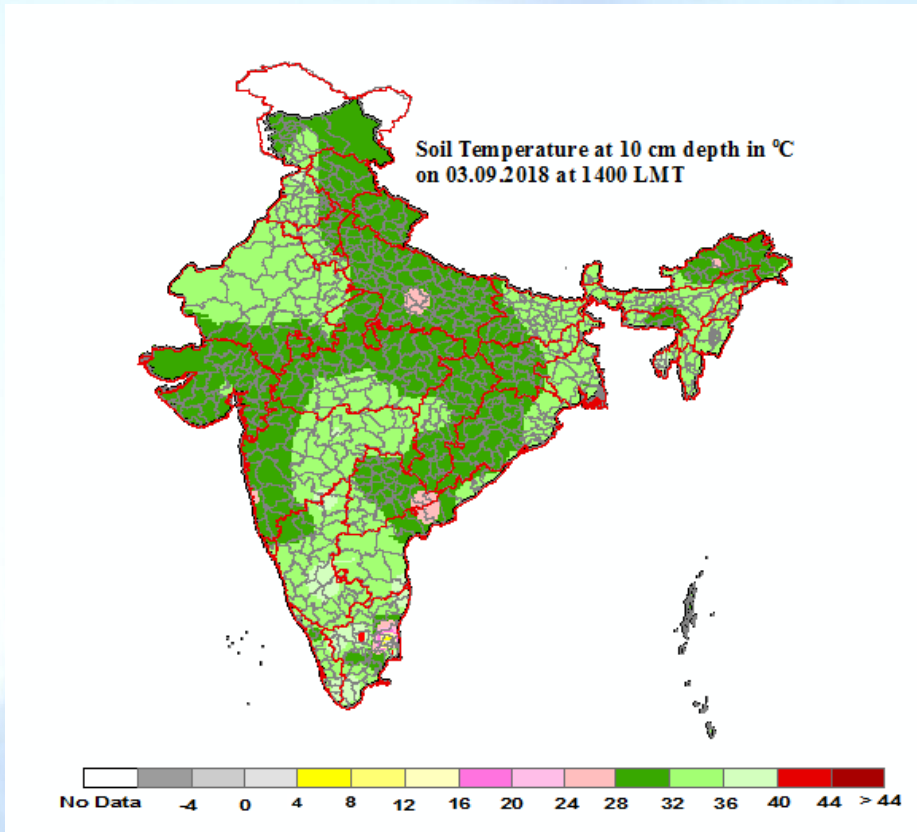 Soil Temperature at 10 cm depth in ⁰C
on 03.09.2018 at 1400 LMT
No Data -4 0 4 8 12 16 20 24 28 32 36 40 44 > 44